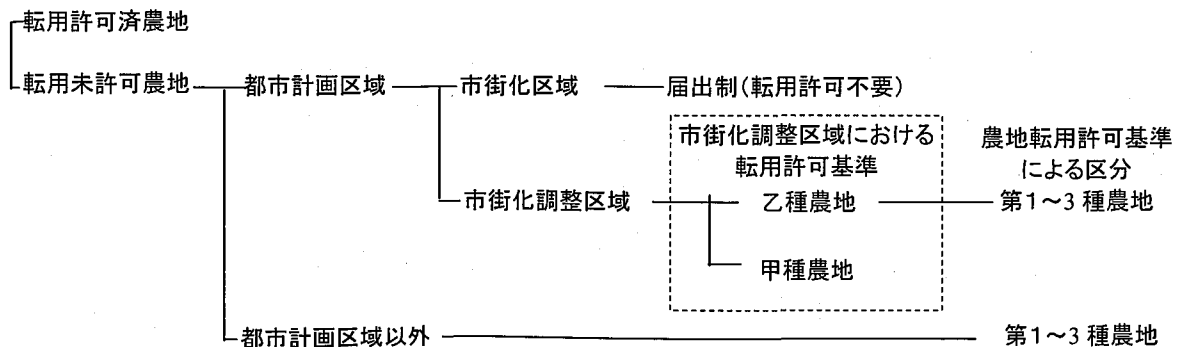 転用許可済農地
転用未許可農地
都市計画区域
市街化区域
届出制(転用許可不要)
市街化調整区域における
転用許可基準
農地転用許可基準
による区分
市街化調整区域
乙種農地
第1~3種農地
甲種農地
都市計画区域以外
第1~3種農地